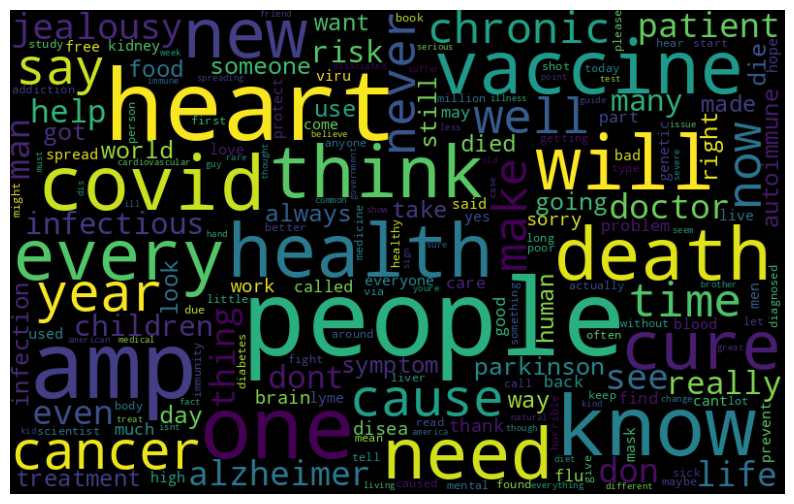 jealousy new free kidney want book chronic friend please patient hear start
study food someone risk never serious shot today die hope
say immune week viru vaccine test
addiction spreading heart protect use still suffer point million illness guide many made issue
help got first person come well may part
man world love anyone died right bad genetic now autoimmune
spread cardiovascular believe think will
must rare thought less getting type severe
covid guy government old
might dis ill common case going doctor live
infectious always take said yes sorry problem
better medicine show long poor men seem
every hand health healthy sure make death
look sign actually brother
year work called everyone care good something human time diagnosed
due little via youre often without blood let
used children around men
infection american medical thing fight symptom liver parkinson cure great
amp immunity diabetes dont call back keep find cant lot change
fact brain lyme cause see really
even body treat people way natural kind
kid day isnt read america though horrible mask prevent
scientist much disea mean thank know
cancer one tell need flu give don sick life
treatment high alzheimer living caused mental found everything diet maybe different